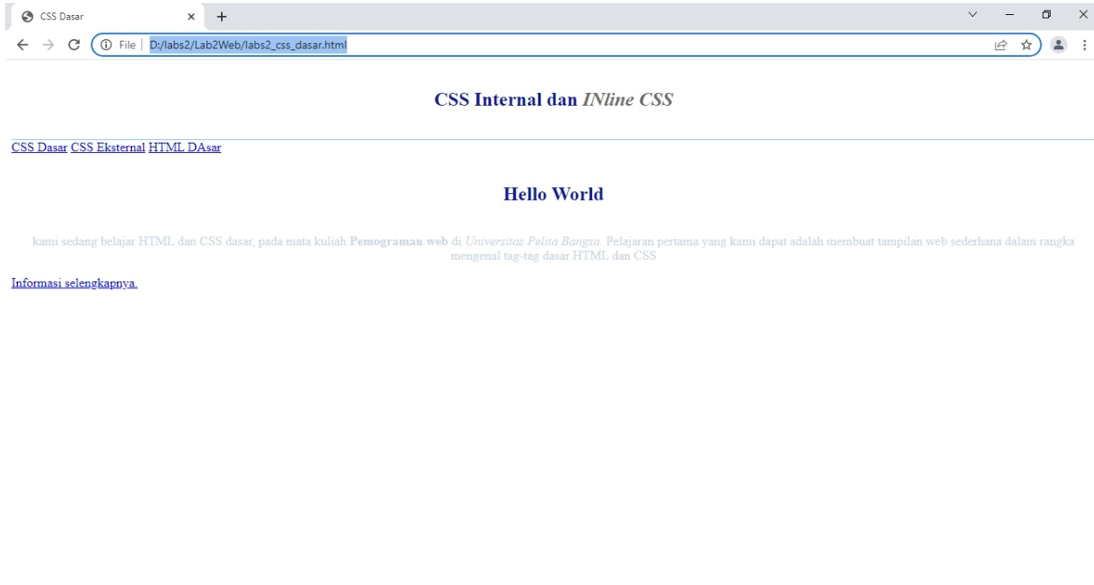 CSS Dasar
File D:/labs2/Lab2Web/labs2_css_dasar.html
CSS Internal dan INline CSS
CSS Dasar CSS Eksternal HTML DAsar
Hello World
kami sedang belajar HTML dan CSS dasar, pada mata kuliah Pemograman web di Universitas Pelita Bangsa. Pelajaran pertama yang kami dapat adalah membuat tampilan web sederhana dalam rangka
mengenal tag-tag dasar HTML dan CSS
Informasi selengkapnya.